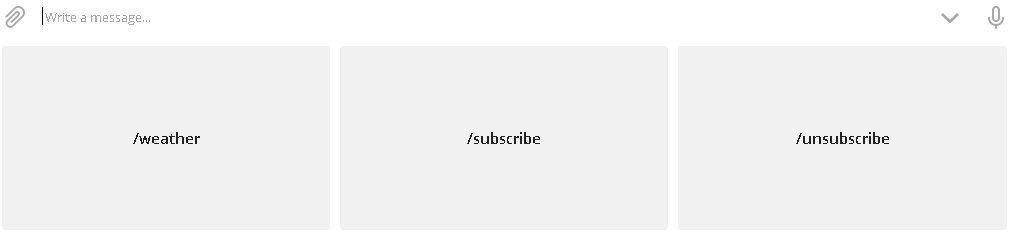 Write a message...
/weather
/subscribe
/unsubscribe